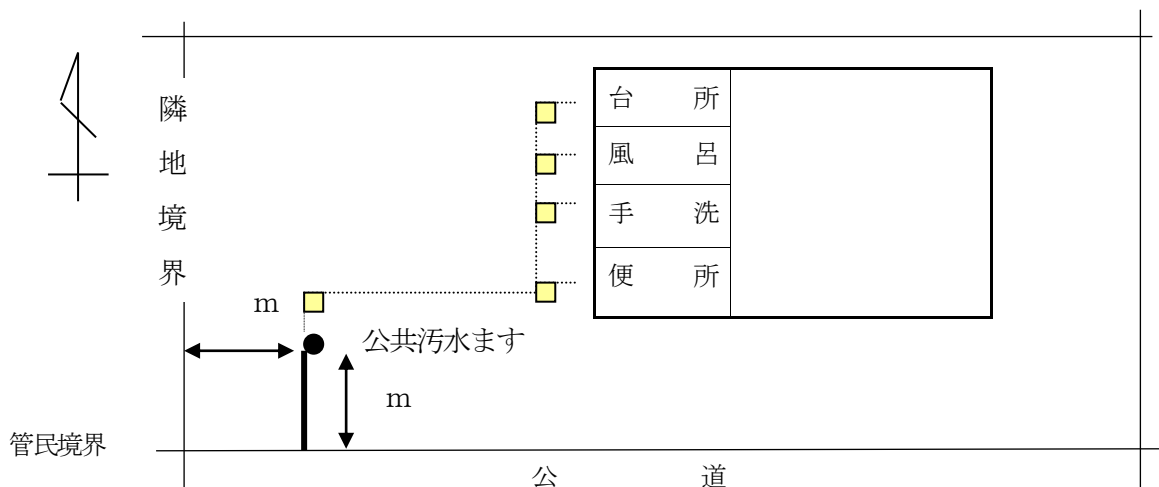 隣地境界
台　所
風　呂
手　洗
便　所
m
公共汚水ます
m
管民境界
公　道